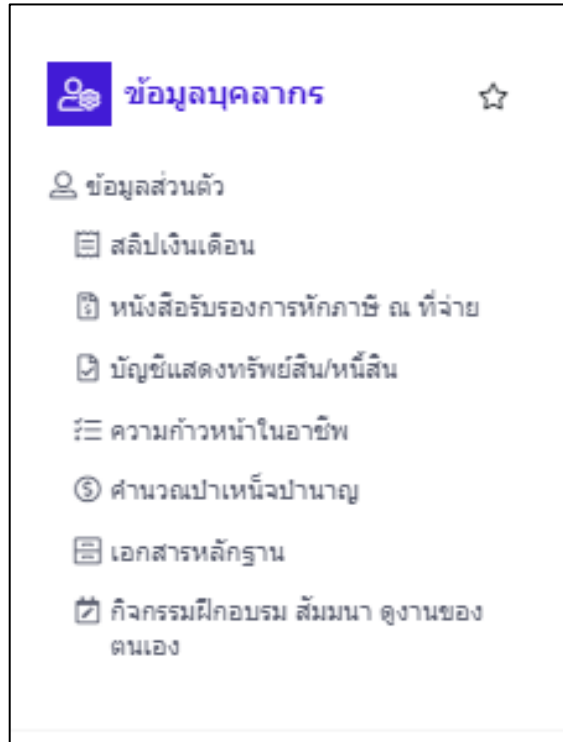 ข้อมูลบุคลากร
ข้อมูลส่วนตัว
สลิปเงินเดือน
หนังสือรับรองการหักภาษี ณ ที่จ่าย
บัญชีแสดงทรัพย์สิน/หนี้สิน
ความก้าวหน้าในอาชีพ
คำนวณบำเหน็จบำนาญ
เอกสารหลักฐาน
กิจกรรมฝึกอบรม สัมมนา ดูงานของ
ตนเอง